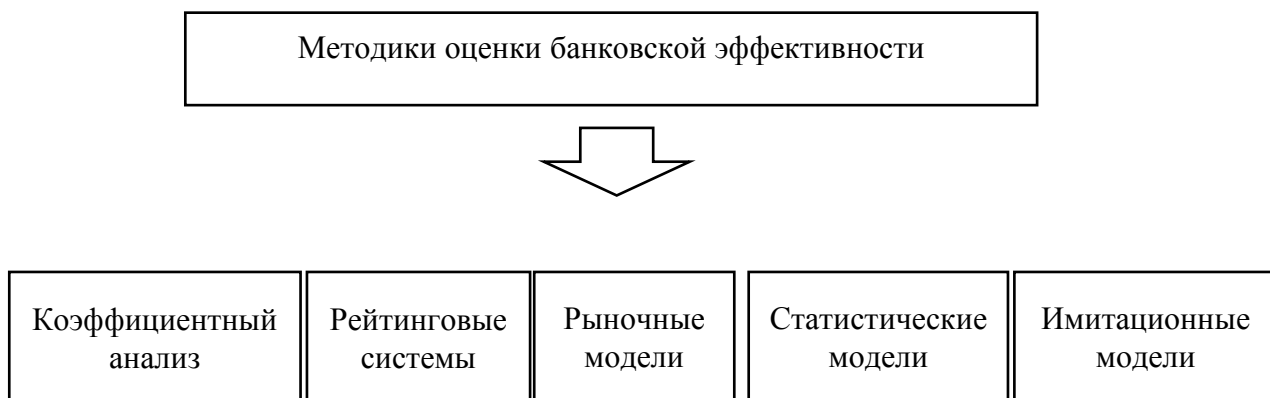 Методики оценки банковской эффективности
Коэффициентный
анализ
Рейтинговые
системы
Рыночные
модели
Статистические
модели
Имитационные
модели